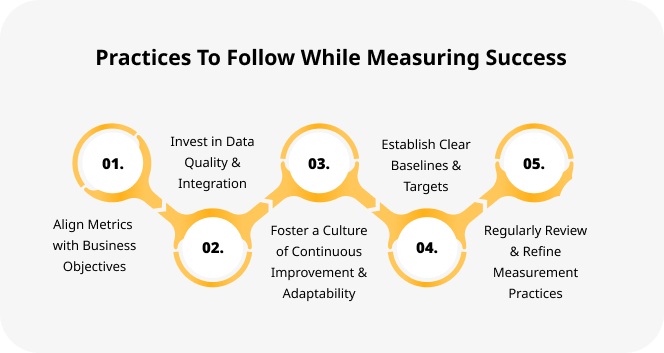 Practices To Follow While Measuring Success
01.
Align Metrics
with Business
Objectives
Invest in Data
Quality &
Integration
02.
03.
Foster a Culture
of Continuous
Improvement &
Adaptability
Establish Clear
Baselines &
Targets
04.
05.
Regularly Review
& Refine
Measurement
Practices